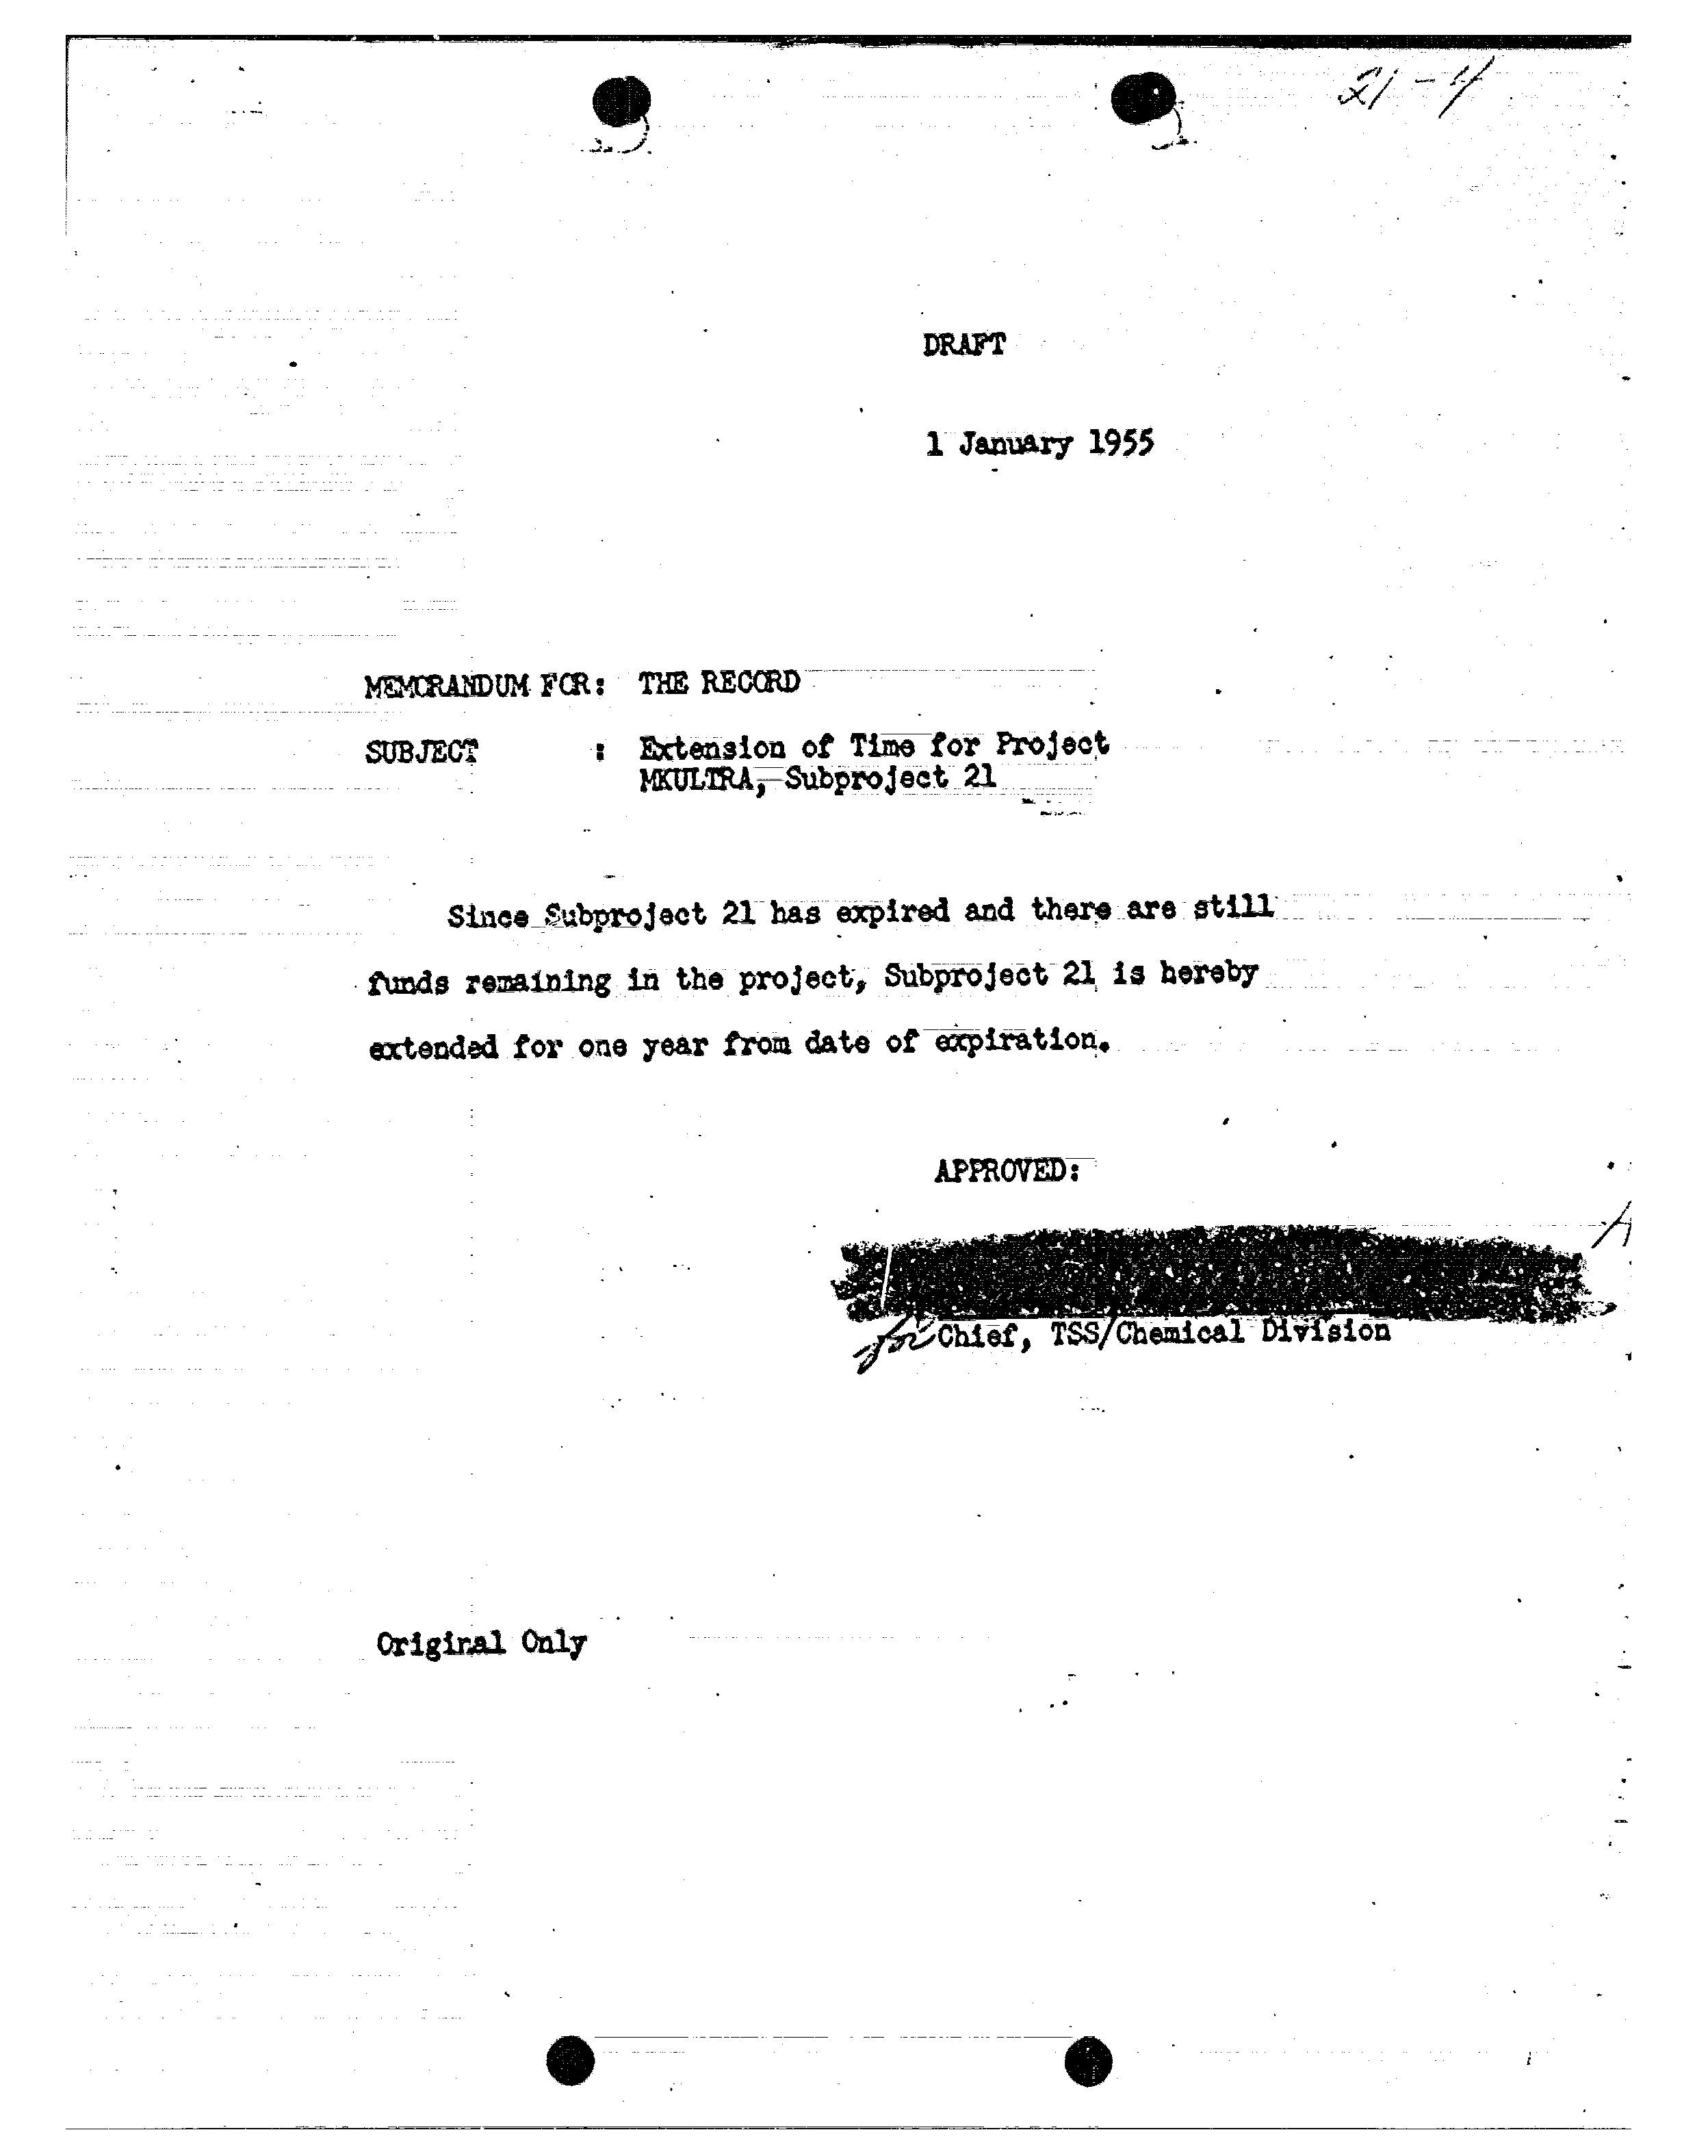 21-4
DRAFT
1 January 1955
MEMORANDUM FOR: THE RECORD
SUBJECT : Extension of Time for Project
MKULTRA, Subproject 21
Since Subproject 21 has expired and there are still
funds remaining in the project, Subproject 21 is hereby
extended for one year from date of expiration.
APPROVED:
A
for Chief, TSS/Chemical Division
Original Only